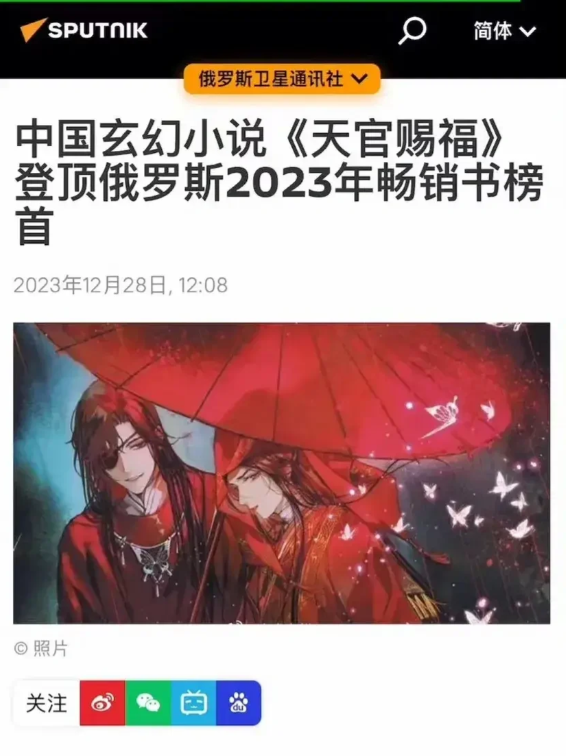 SPUTNIK
简体
俄罗斯卫星通讯社
中国玄幻小说《天官赐福》
登顶俄罗斯2023年畅销书榜
首
2023年12月28日, 12:08
© 照片
关注
du